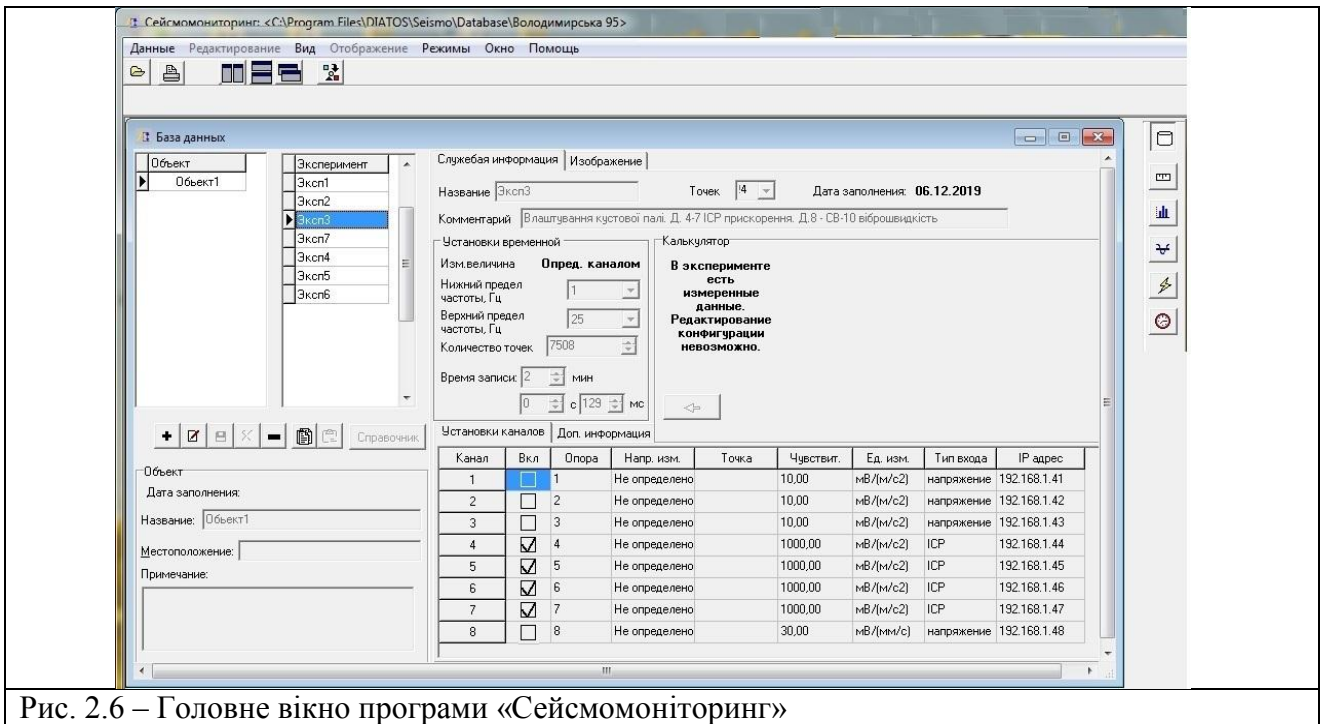 Сейсмомониторинг: <C:\Program Files\DIATOS\Seismo\Database\Володимирська 95>
Данные Редактирование Вид Отображение Режимы Окно Помощь
База данных
Объект
Объект1
Эксперимент
Эксп1
Эксп2
Эксп3
Эксп7
Эксп4
Эксп5
Эксп6
Служебая информация Изображение
Название Эксп3 Точек Дата заполнения: 06.12.2019
Комментарий Влаштування кустової палі. Д. 4-7 ICP прискорення. Д.8 - СВ-10 віброшвидкість
Установки временной
Изм.величина Опред. каналом
Нижний предел
частоты, Гц 1
Верхний предел
частоты, Гц 25
Количество точек 7508
Время записи: 2 мин
0 с 129 мс
Калькулятор
В эксперименте
есть
измеренные
данные.
Редактирование
конфигурации
невозможно.
Справочник
Объект
Дата заполнения:
Название: Объект1
Местоположение:
Примечание:
Установки каналов Доп. информация
Канал Вкл Опора Напр. изм. Точка Чувствит. Ед. изм. Тип входа IP адрес
1 1 Не определено 10,00 мВ/(м/с2) напряжение 192.168.1.41
2 2 Не определено 10,00 мВ/(м/с2) напряжение 192.168.1.42
3 3 Не определено 10,00 мВ/(м/с2) напряжение 192.168.1.43
4 4 Не определено 1000,00 мВ/(м/с2) ICP 192.168.1.44
5 5 Не определено 1000,00 мВ/(м/с2) ICP 192.168.1.45
6 6 Не определено 1000,00 мВ/(м/с2) ICP 192.168.1.46
7 7 Не определено 1000,00 мВ/(м/с2) ICP 192.168.1.47
8 8 Не определено 30,00 мВ/(мм/с) напряжение 192.168.1.48
Рис. 2.6 – Головне вікно програми «Сейсмомоніторинг»